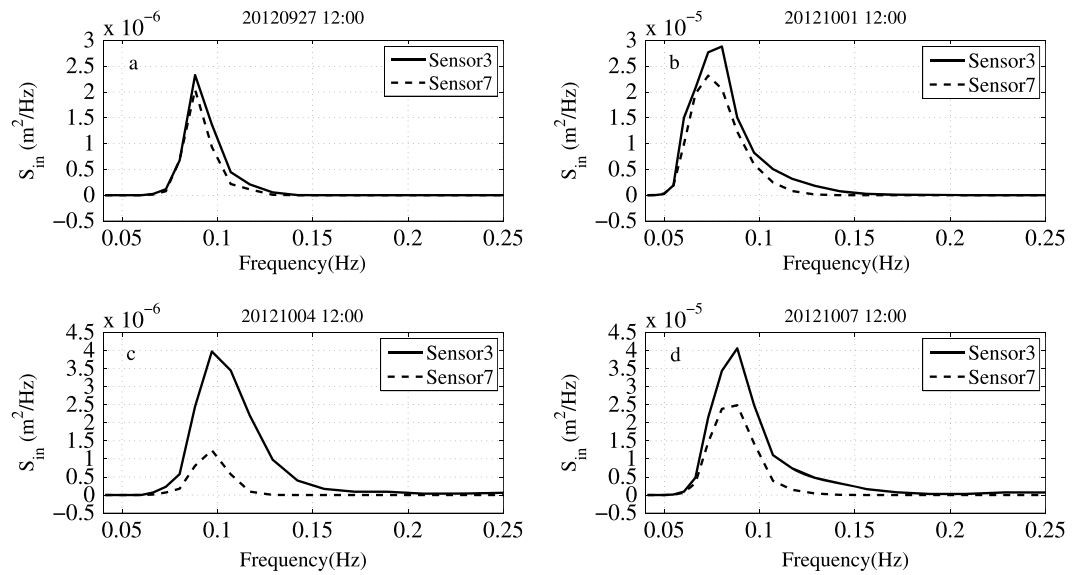 20120927 12:00
x 10⁻⁶
3
2.5
2
1.5
1
0.5
0
−0.5
S_in (m²/Hz)
a
Sensor3
Sensor7
0.05 0.1 0.15 0.2 0.25
Frequency(Hz)
20121001 12:00
x 10⁻⁵
3
2.5
2
1.5
1
0.5
0
−0.5
S_in (m²/Hz)
b
Sensor3
Sensor7
0.05 0.1 0.15 0.2 0.25
Frequency(Hz)
20121004 12:00
x 10⁻⁶
4.5
4
3.5
3
2.5
2
1.5
1
0.5
0
−0.5
S_in (m²/Hz)
c
Sensor3
Sensor7
0.05 0.1 0.15 0.2 0.25
Frequency(Hz)
20121007 12:00
x 10⁻⁵
4.5
4
3.5
3
2.5
2
1.5
1
0.5
0
−0.5
S_in (m²/Hz)
d
Sensor3
Sensor7
0.05 0.1 0.15 0.2 0.25
Frequency(Hz)